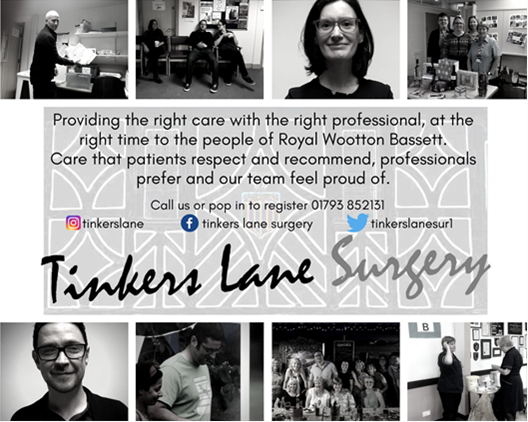 Providing the right care with the right professional, at the
right time to the people of Royal Wootton Bassett.
Care that patients respect and recommend, professionals
prefer and our team feel proud of.
Call us or pop in to register 01793 852131
tinkerslane tinkers lane surgery tinkerslanesur1
Tinkers Lane Surgery
B